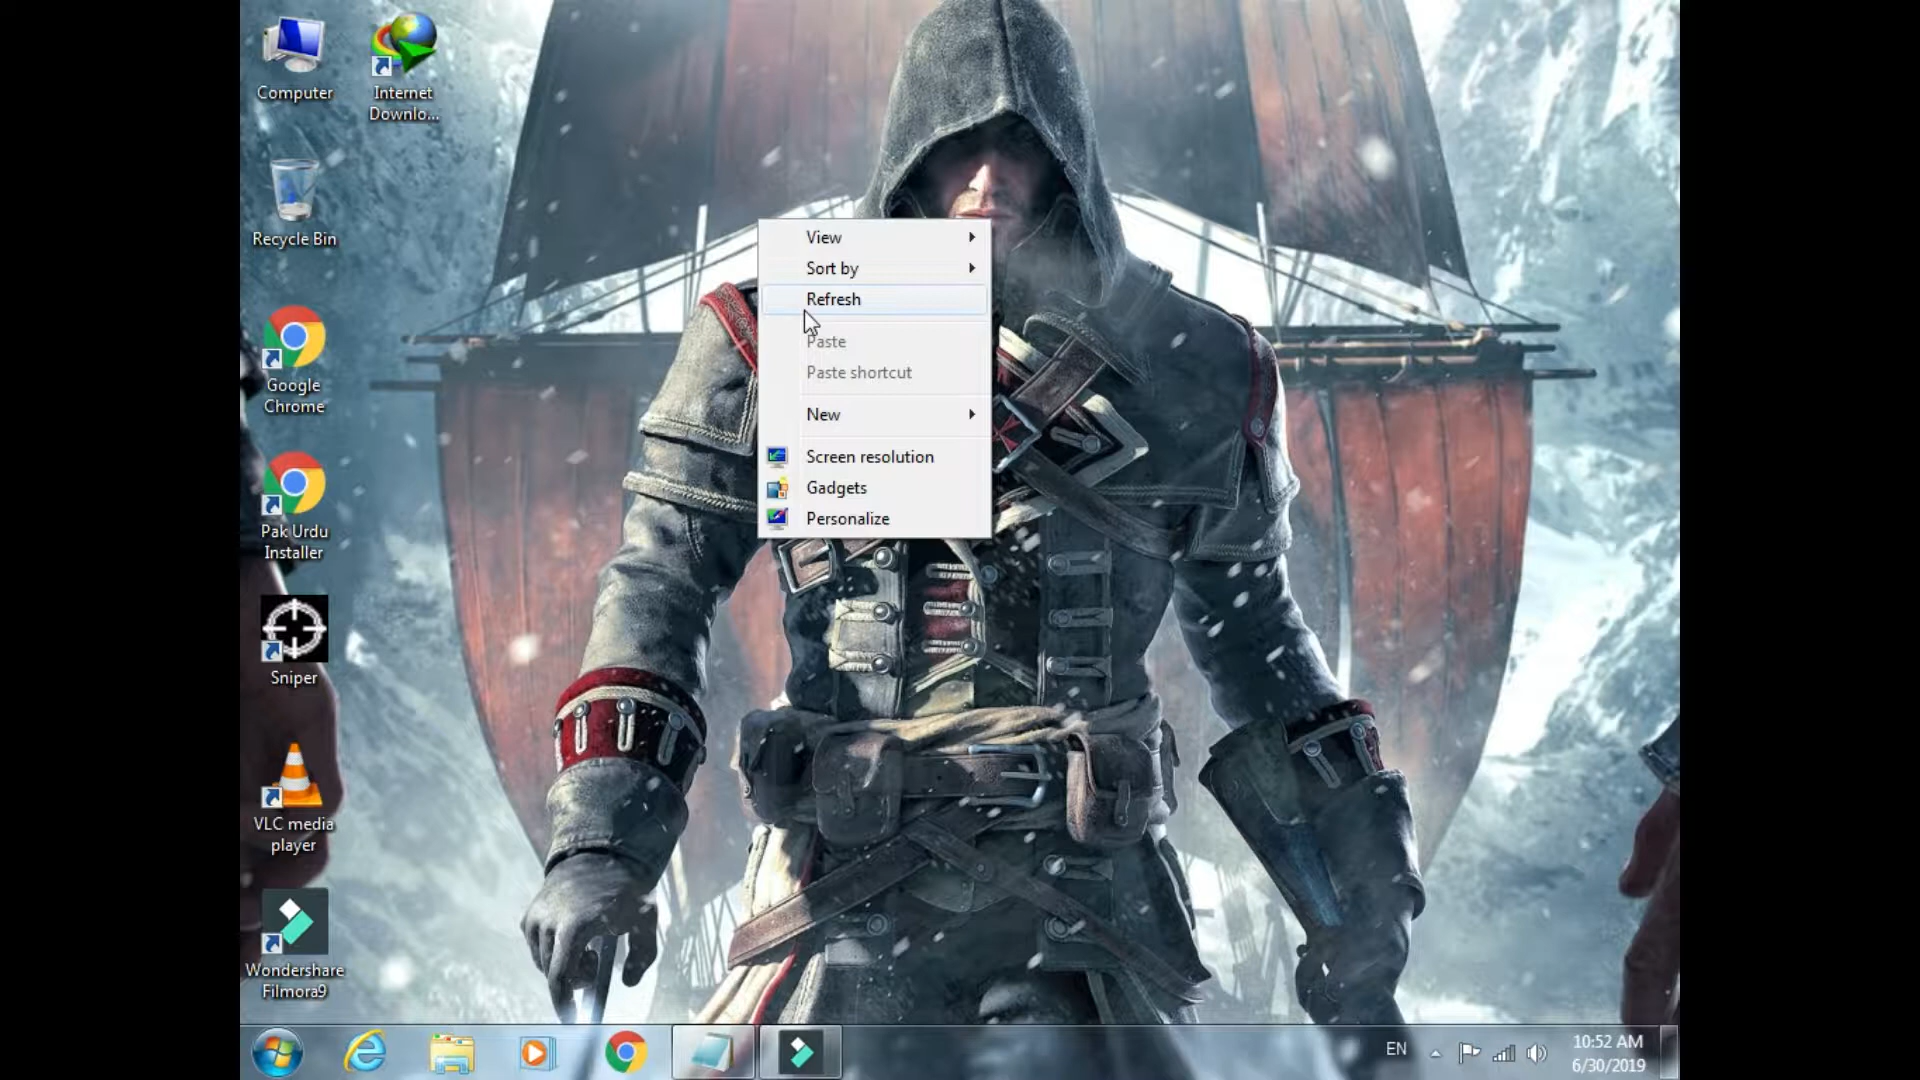 Computer
Internet
Downlo...
Recycle Bin
Google
Chrome
Pak Urdu
Installer
Sniper
VLC media
player
Wondershare
Filmora9
View
Sort by
Refresh
Paste
Paste shortcut
New
Screen resolution
Gadgets
Personalize
EN
10:52 AM
6/30/2019